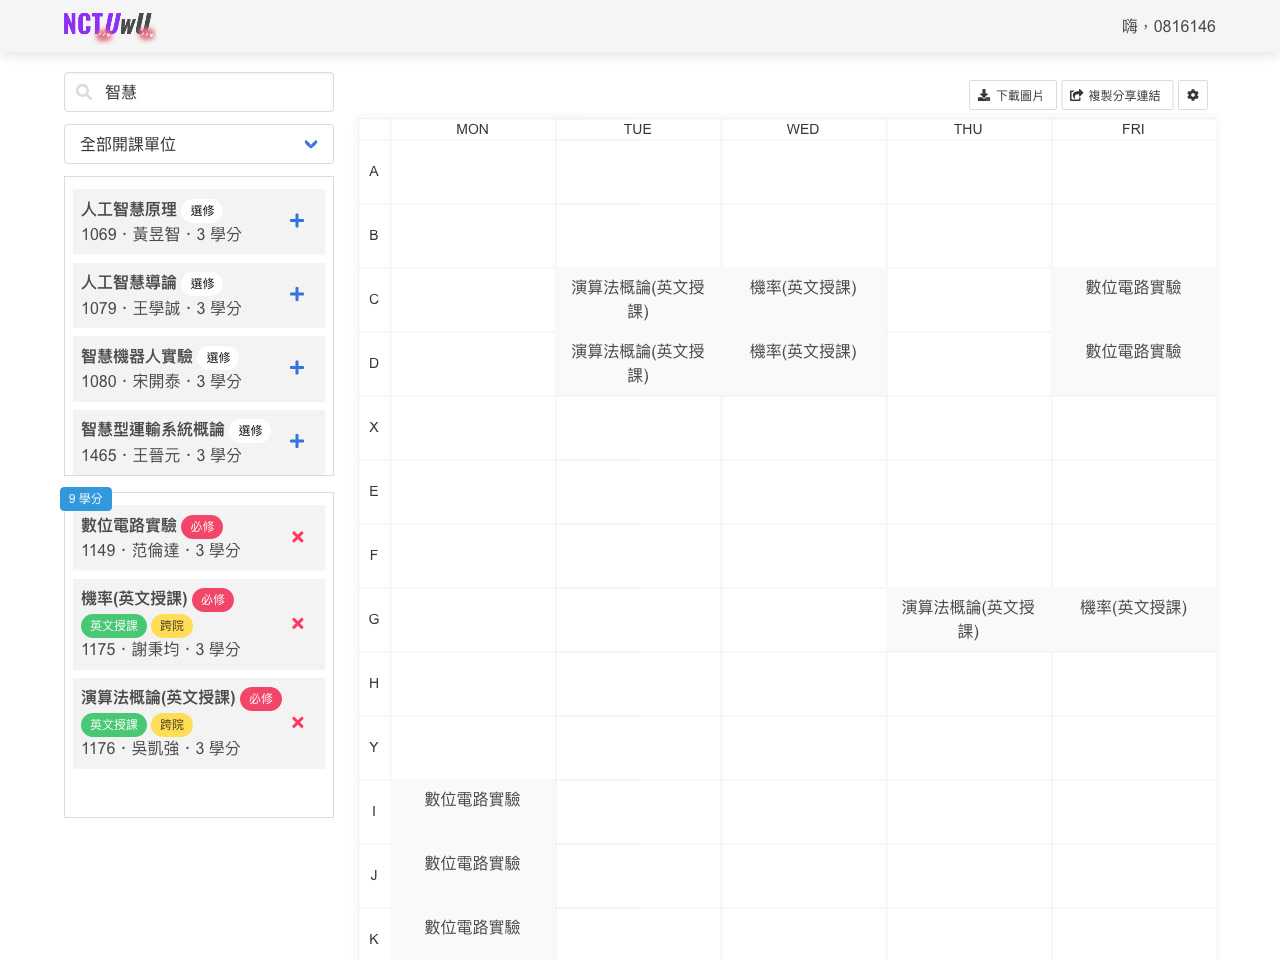 NCTUwU
嗨，0816146
智慧
全部開課單位
人工智慧原理 選修
1069・黃昱智・3 學分
人工智慧導論 選修
1079・王學誠・3 學分
智慧機器人實驗 選修
1080・宋開泰・3 學分
智慧型運輸系統概論 選修
1465・王晉元・3 學分
9 學分
數位電路實驗 必修
1149・范倫達・3 學分
機率(英文授課) 必修
英文授課 跨院
1175・謝秉均・3 學分
演算法概論(英文授課) 必修
英文授課 跨院
1176・吳凱強・3 學分
下載圖片 複製分享連結
MON TUE WED THU FRI
A
B
C 演算法概論(英文授課) 機率(英文授課) 數位電路實驗
D 演算法概論(英文授課) 機率(英文授課) 數位電路實驗
X
E
F
G 演算法概論(英文授課) 機率(英文授課)
H
Y
I 數位電路實驗
J 數位電路實驗
K 數位電路實驗